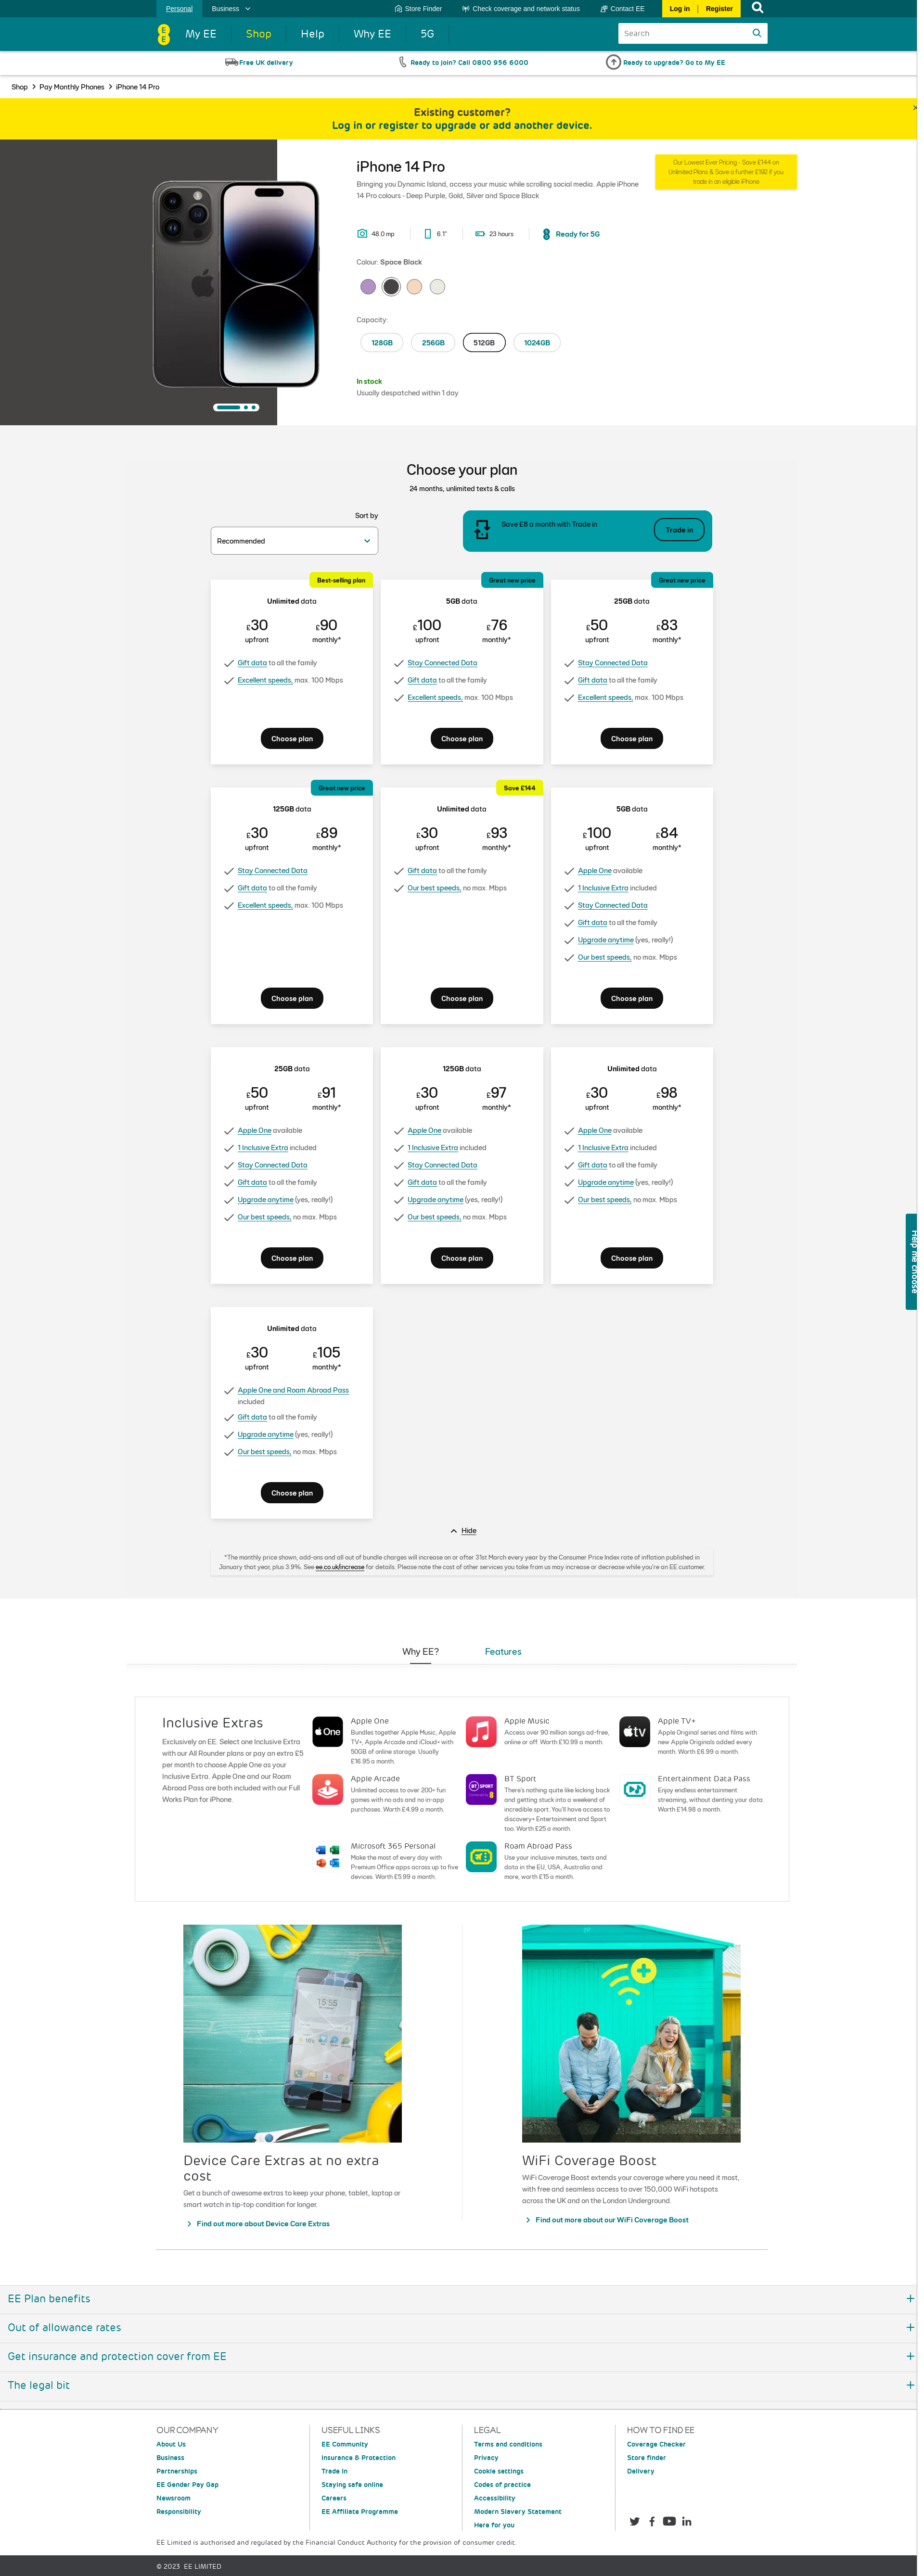 Personal
Business
Store Finder
Check coverage and network status
Contact EE
Log in | Register
My EE
Shop
Help
Why EE
5G
Search
Free UK delivery
Ready to join? Call 0800 956 6000
Ready to upgrade? Go to My EE
Shop > Pay Monthly Phones > iPhone 14 Pro
Existing customer?
Log in or register to upgrade or add another device.
iPhone 14 Pro
Bringing you Dynamic Island, access your music while scrolling social media. Apple iPhone
14 Pro colours - Deep Purple, Gold, Silver and Space Black
Our Lowest Ever Pricing - Save £144 on
Unlimited Plans & Save a further £192 if you
trade in an eligible iPhone
48.0 mp
6.1"
23 hours
Ready for 5G
Colour: Space Black
Capacity:
128GB
256GB
512GB
1024GB
In stock
Usually despatched within 1 day
Choose your plan
24 months, unlimited texts & calls
Sort by
Recommended
Save £8 a month with Trade in
Trade in
Best-selling plan
Unlimited data
£30 £90
upfront monthly*
Gift data to all the family
Excellent speeds, max. 100 Mbps
Choose plan
Great new price
5GB data
£100 £76
upfront monthly*
Stay Connected Data
Gift data to all the family
Excellent speeds, max. 100 Mbps
Choose plan
Great new price
25GB data
£50 £83
upfront monthly*
Stay Connected Data
Gift data to all the family
Excellent speeds, max. 100 Mbps
Choose plan
Great new price
125GB data
£30 £89
upfront monthly*
Stay Connected Data
Gift data to all the family
Excellent speeds, max. 100 Mbps
Choose plan
Save £144
Unlimited data
£30 £93
upfront monthly*
Gift data to all the family
Our best speeds, no max. Mbps
Choose plan
5GB data
£100 £84
upfront monthly*
Apple One available
1 Inclusive Extra included
Stay Connected Data
Gift data to all the family
Upgrade anytime (yes, really!)
Our best speeds, no max. Mbps
Choose plan
25GB data
£50 £91
upfront monthly*
Apple One available
1 Inclusive Extra included
Stay Connected Data
Gift data to all the family
Upgrade anytime (yes, really!)
Our best speeds, no max. Mbps
Choose plan
125GB data
£30 £97
upfront monthly*
Apple One available
1 Inclusive Extra included
Stay Connected Data
Gift data to all the family
Upgrade anytime (yes, really!)
Our best speeds, no max. Mbps
Choose plan
Unlimited data
£30 £98
upfront monthly*
Apple One available
1 Inclusive Extra included
Gift data to all the family
Upgrade anytime (yes, really!)
Our best speeds, no max. Mbps
Choose plan
Help me choose
Unlimited data
£30 £105
upfront monthly*
Apple One and Roam Abroad Pass
included
Gift data to all the family
Upgrade anytime (yes, really!)
Our best speeds, no max. Mbps
Choose plan
Hide
*The monthly price shown, add-ons and all out of bundle charges will increase on or after 31st March every year by the Consumer Price Index rate of inflation published in
January that year, plus 3.9%. See ee.co.uk/increase for details. Please note the cost of other services you take from us may increase or decrease while you're an EE customer.
Why EE?
Features
Inclusive Extras
Exclusively on EE. Select one Inclusive Extra
with our All Rounder plans or pay an extra £5
per month to choose Apple One as your
Inclusive Extra. Apple One and our Roam
Abroad Pass are both included with our Full
Works Plan for iPhone.
One
Apple One
Bundles together Apple Music, Apple
TV+, Apple Arcade and iCloud+ with
50GB of online storage. Usually
£16.95 a month.
Apple Music
Access over 90 million songs ad-free,
online or off. Worth £10.99 a month.
tv
Apple TV+
Apple Original series and films with
new Apple Originals added every
month. Worth £6.99 a month.
Apple Arcade
Unlimited access to over 200+ fun
games with no ads and no in-app
purchases. Worth £4.99 a month.
BT SPORT
BT Sport
There's nothing quite like kicking back
and getting stuck into a weekend of
incredible sport. You'll have access to
discovery+ Entertainment and Sport
too. Worth £25 a month.
Entertainment Data Pass
Enjoy endless entertainment
streaming, without denting your data.
Worth £14.98 a month.
Microsoft 365 Personal
Make the most of every day with
Premium Office apps across up to five
devices. Worth £5.99 a month.
Roam Abroad Pass
Use your inclusive minutes, texts and
data in the EU, USA, Australia and
more, worth £15 a month.
15:55
Device Care Extras at no extra
cost
Get a bunch of awesome extras to keep your phone, tablet, laptop or
smart watch in tip-top condition for longer.
Find out more about Device Care Extras
WiFi Coverage Boost
WiFi Coverage Boost extends your coverage where you need it most,
with free and seamless access to over 150,000 WiFi hotspots
across the UK and on the London Underground.
Find out more about our WiFi Coverage Boost
EE Plan benefits
Out of allowance rates
Get insurance and protection cover from EE
The legal bit
OUR COMPANY
About Us
Business
Partnerships
EE Gender Pay Gap
Newsroom
Responsibility
USEFUL LINKS
EE Community
Insurance & Protection
Trade In
Staying safe online
Careers
EE Affiliate Programme
LEGAL
Terms and conditions
Privacy
Cookie settings
Codes of practice
Accessibility
Modern Slavery Statement
Here for you
HOW TO FIND EE
Coverage Checker
Store finder
Delivery
EE Limited is authorised and regulated by the Financial Conduct Authority for the provision of consumer credit.
© 2023 EE LIMITED